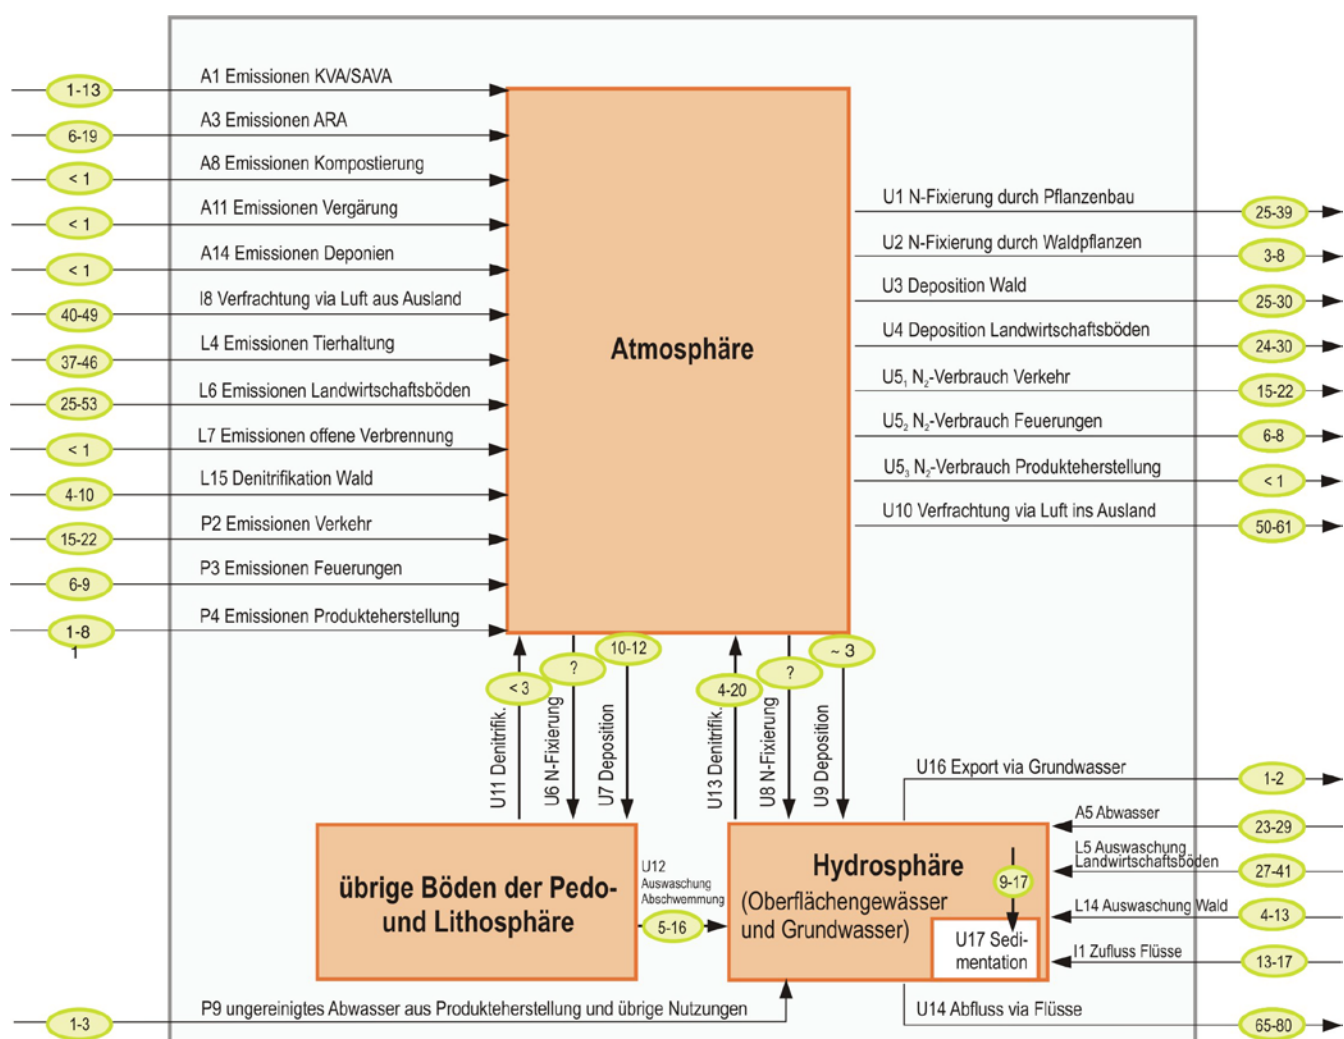 1-13
A1 Emissionen KVA/SAVA
6-19
A3 Emissionen ARA
< 1
A8 Emissionen Kompostierung
< 1
A11 Emissionen Vergärung
< 1
A14 Emissionen Deponien
40-49
I8 Verfrachtung via Luft aus Ausland
37-46
L4 Emissionen Tierhaltung
25-53
L6 Emissionen Landwirtschaftsböden
< 1
L7 Emissionen offene Verbrennung
4-10
L15 Denitrifikation Wald
15-22
P2 Emissionen Verkehr
6-9
P3 Emissionen Feuerungen
1-8
1
P4 Emissionen Produkteherstellung
Atmosphäre
U1 N-Fixierung durch Pflanzenbau
25-39
U2 N-Fixierung durch Waldpflanzen
3-8
U3 Deposition Wald
25-30
U4 Deposition Landwirtschaftsböden
24-30
U5₁ N₂-Verbrauch Verkehr
15-22
U5₂ N₂-Verbrauch Feuerungen
6-8
U5₃ N₂-Verbrauch Produkteherstellung
< 1
U10 Verfrachtung via Luft ins Ausland
50-61
< 3
U11 Denitrifik.
?
U6 N-Fixierung
10-12
U7 Deposition
4-20
U13 Denitrifik.
?
U8 N-Fixierung
~ 3
U9 Deposition
übrige Böden der Pedo-
und Lithosphäre
U12
Auswaschung
Abschwemmung
5-16
Hydrosphäre
(Oberflächengewässer
und Grundwasser)
9-17
U17 Sedi-
mentation
U16 Export via Grundwasser
1-2
A5 Abwasser
23-29
L5 Auswaschung
Landwirtschaftsböden
27-41
L14 Auswaschung Wald
4-13
I1 Zufluss Flüsse
13-17
U14 Abfluss via Flüsse
65-80
1-3
P9 ungereinigtes Abwasser aus Produkteherstellung und übrige Nutzungen